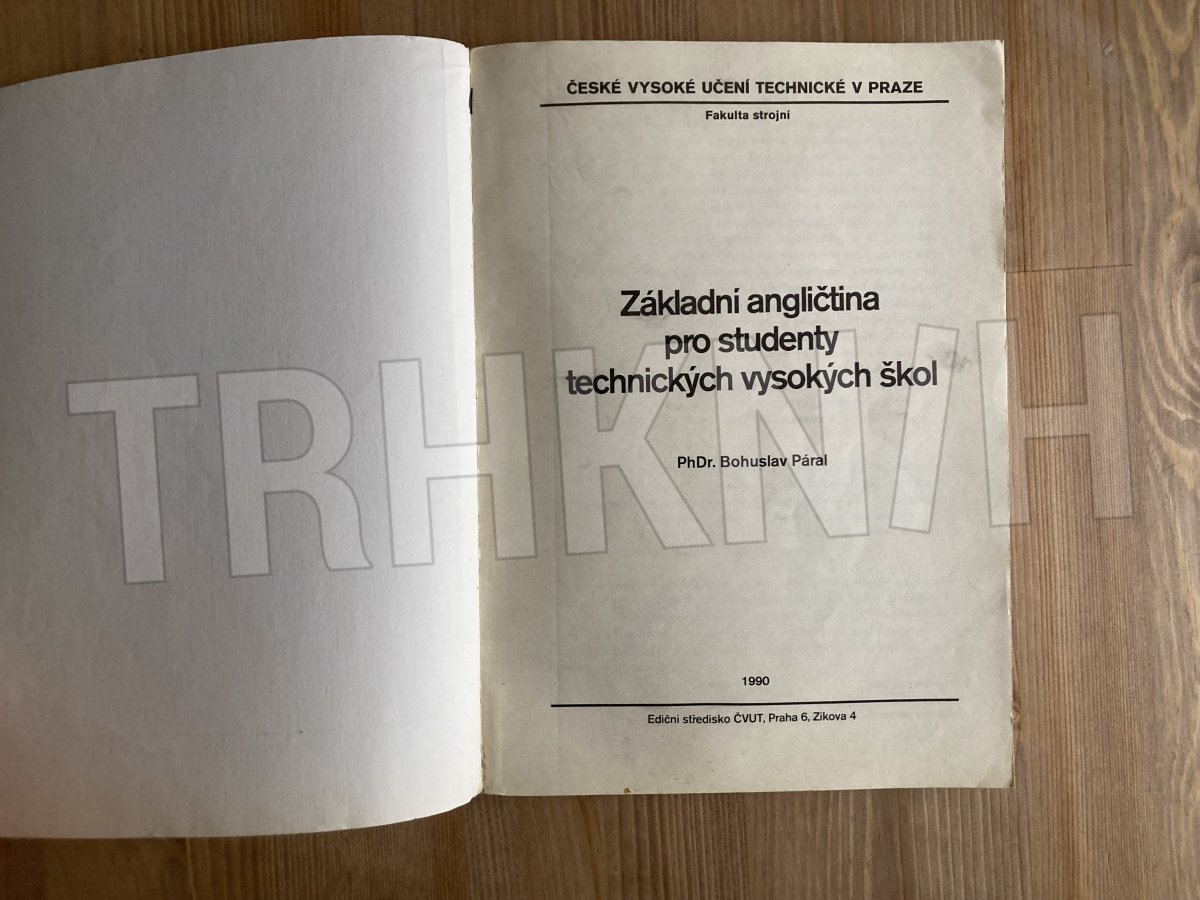 ČESKÉ VYSOKÉ UČENÍ TECHNICKÉ V PRAZE
Fakulta strojní
Základní angličtina
pro studenty
technických vysokých škol
TRHKNIH
PhDr. Bohuslav Páral
1990
Ediční středisko ČVUT, Praha 6, Zikova 4